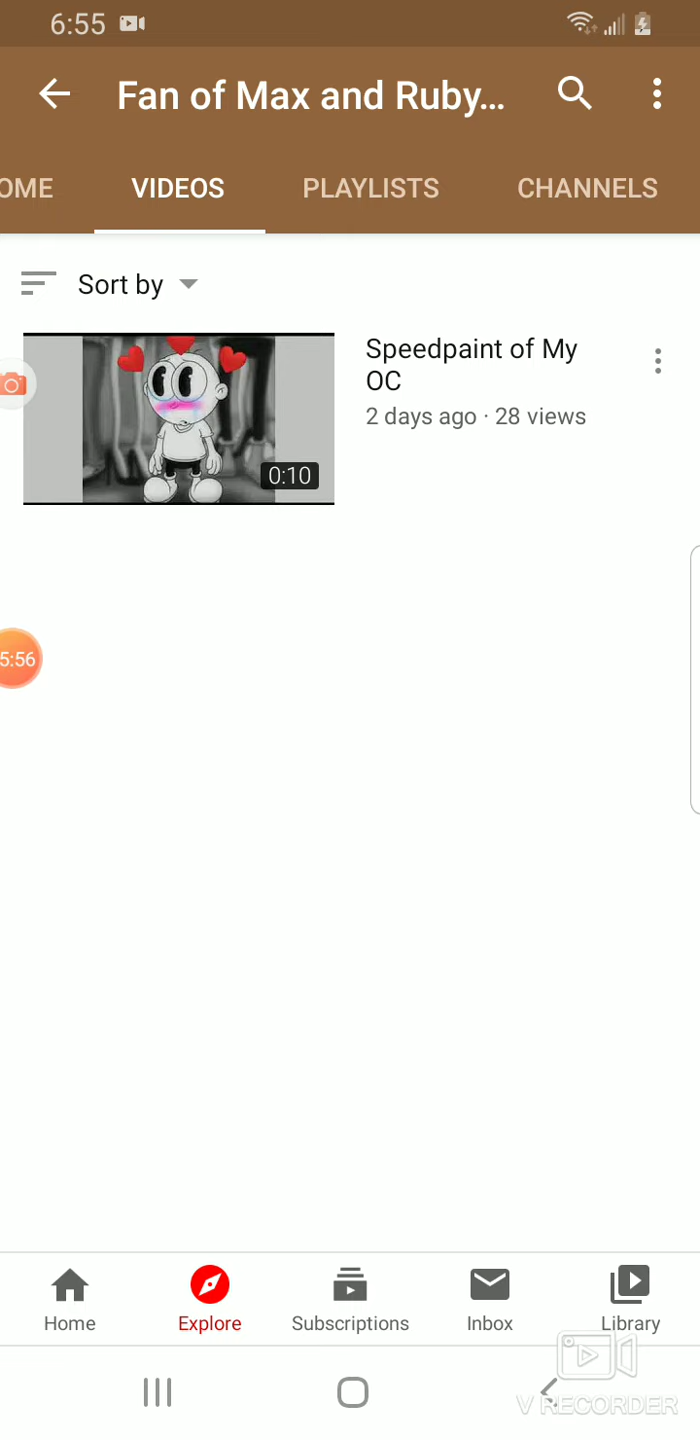 6:55
Fan of Max and Ruby...
OME VIDEOS PLAYLISTS CHANNELS
Sort by
Speedpaint of My
OC
2 days ago · 28 views
0:10
5:56
Home Explore Subscriptions Inbox Library
V RECORDER